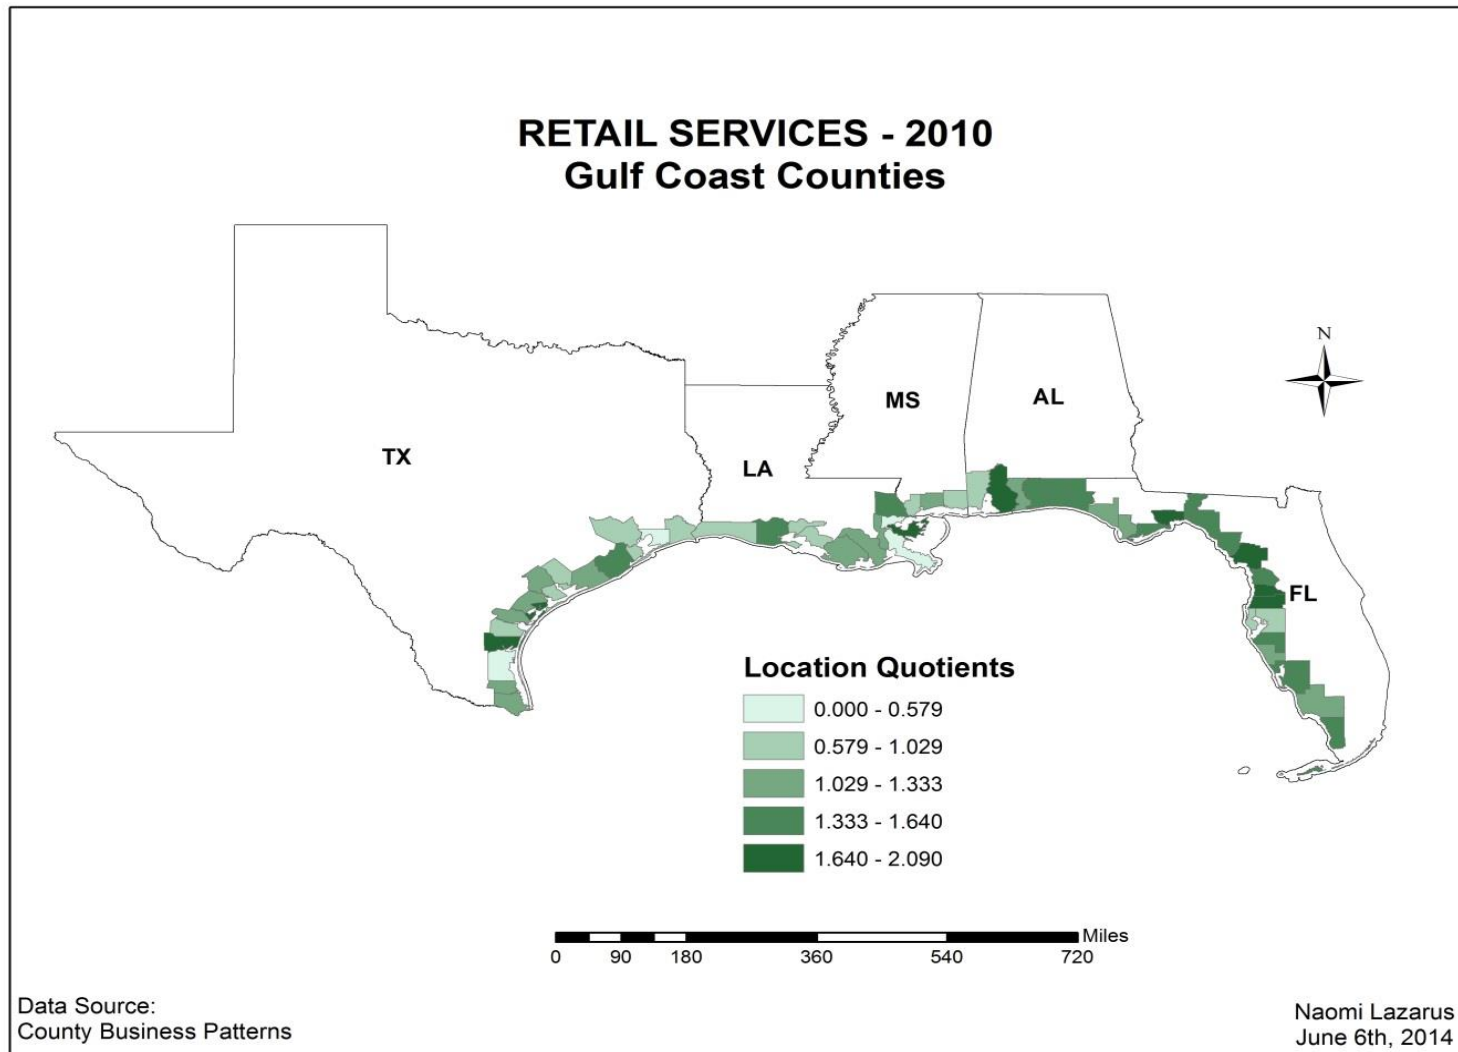 RETAIL SERVICES - 2010
Gulf Coast Counties
N
MS
AL
TX
LA
FL
Location Quotients
0.000 - 0.579
0.579 - 1.029
1.029 - 1.333
1.333 - 1.640
1.640 - 2.090
Miles
0 90 180 360 540 720
Data Source:
County Business Patterns
Naomi Lazarus
June 6th, 2014